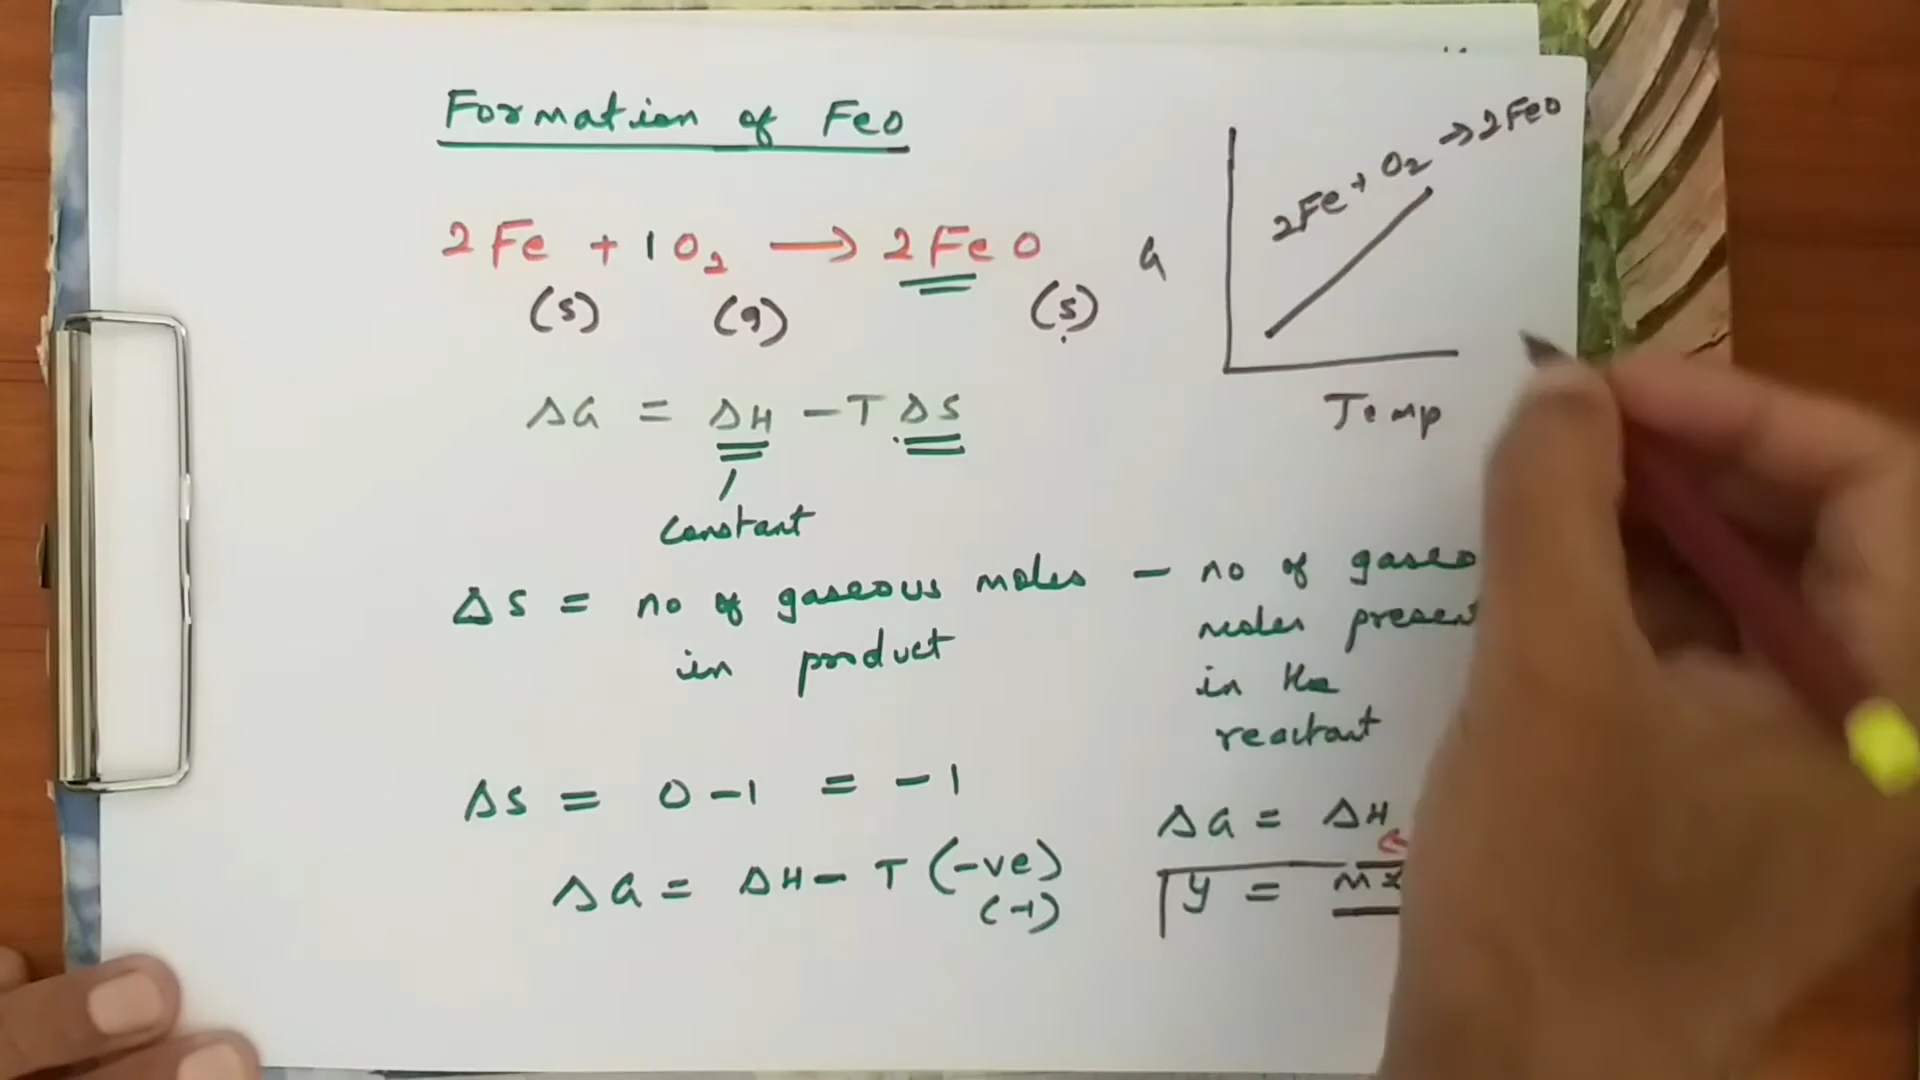 Formation of FeO
2Fe + 1O₂ → 2FeO
(s) (g) (s)
ΔG = ΔH - TΔS
constant
ΔS = no of gaseous moles - no of gaseo
in product
moles present
in the
reactant
ΔS = 0 - 1 = - 1
ΔG = ΔH - T (-ve)
(-1)
ΔG = ΔH
y = mx
2Fe + O₂ → 2FeO
G
Temp